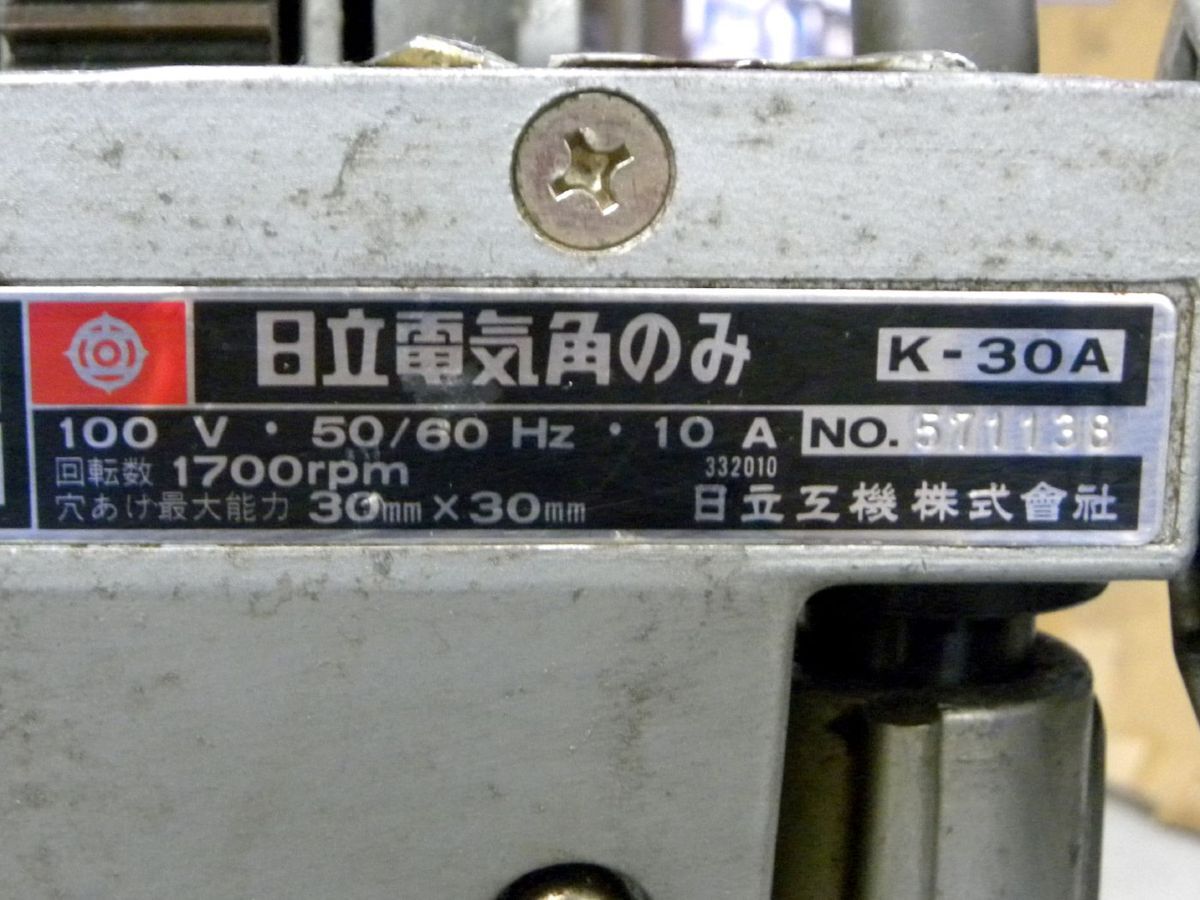 日立電気角のみ K-30A
100 V・50/60 Hz・10 A NO. 571138
回転数 1700rpm 332010
穴あけ最大能力 30mm×30mm 日立工機株式會社